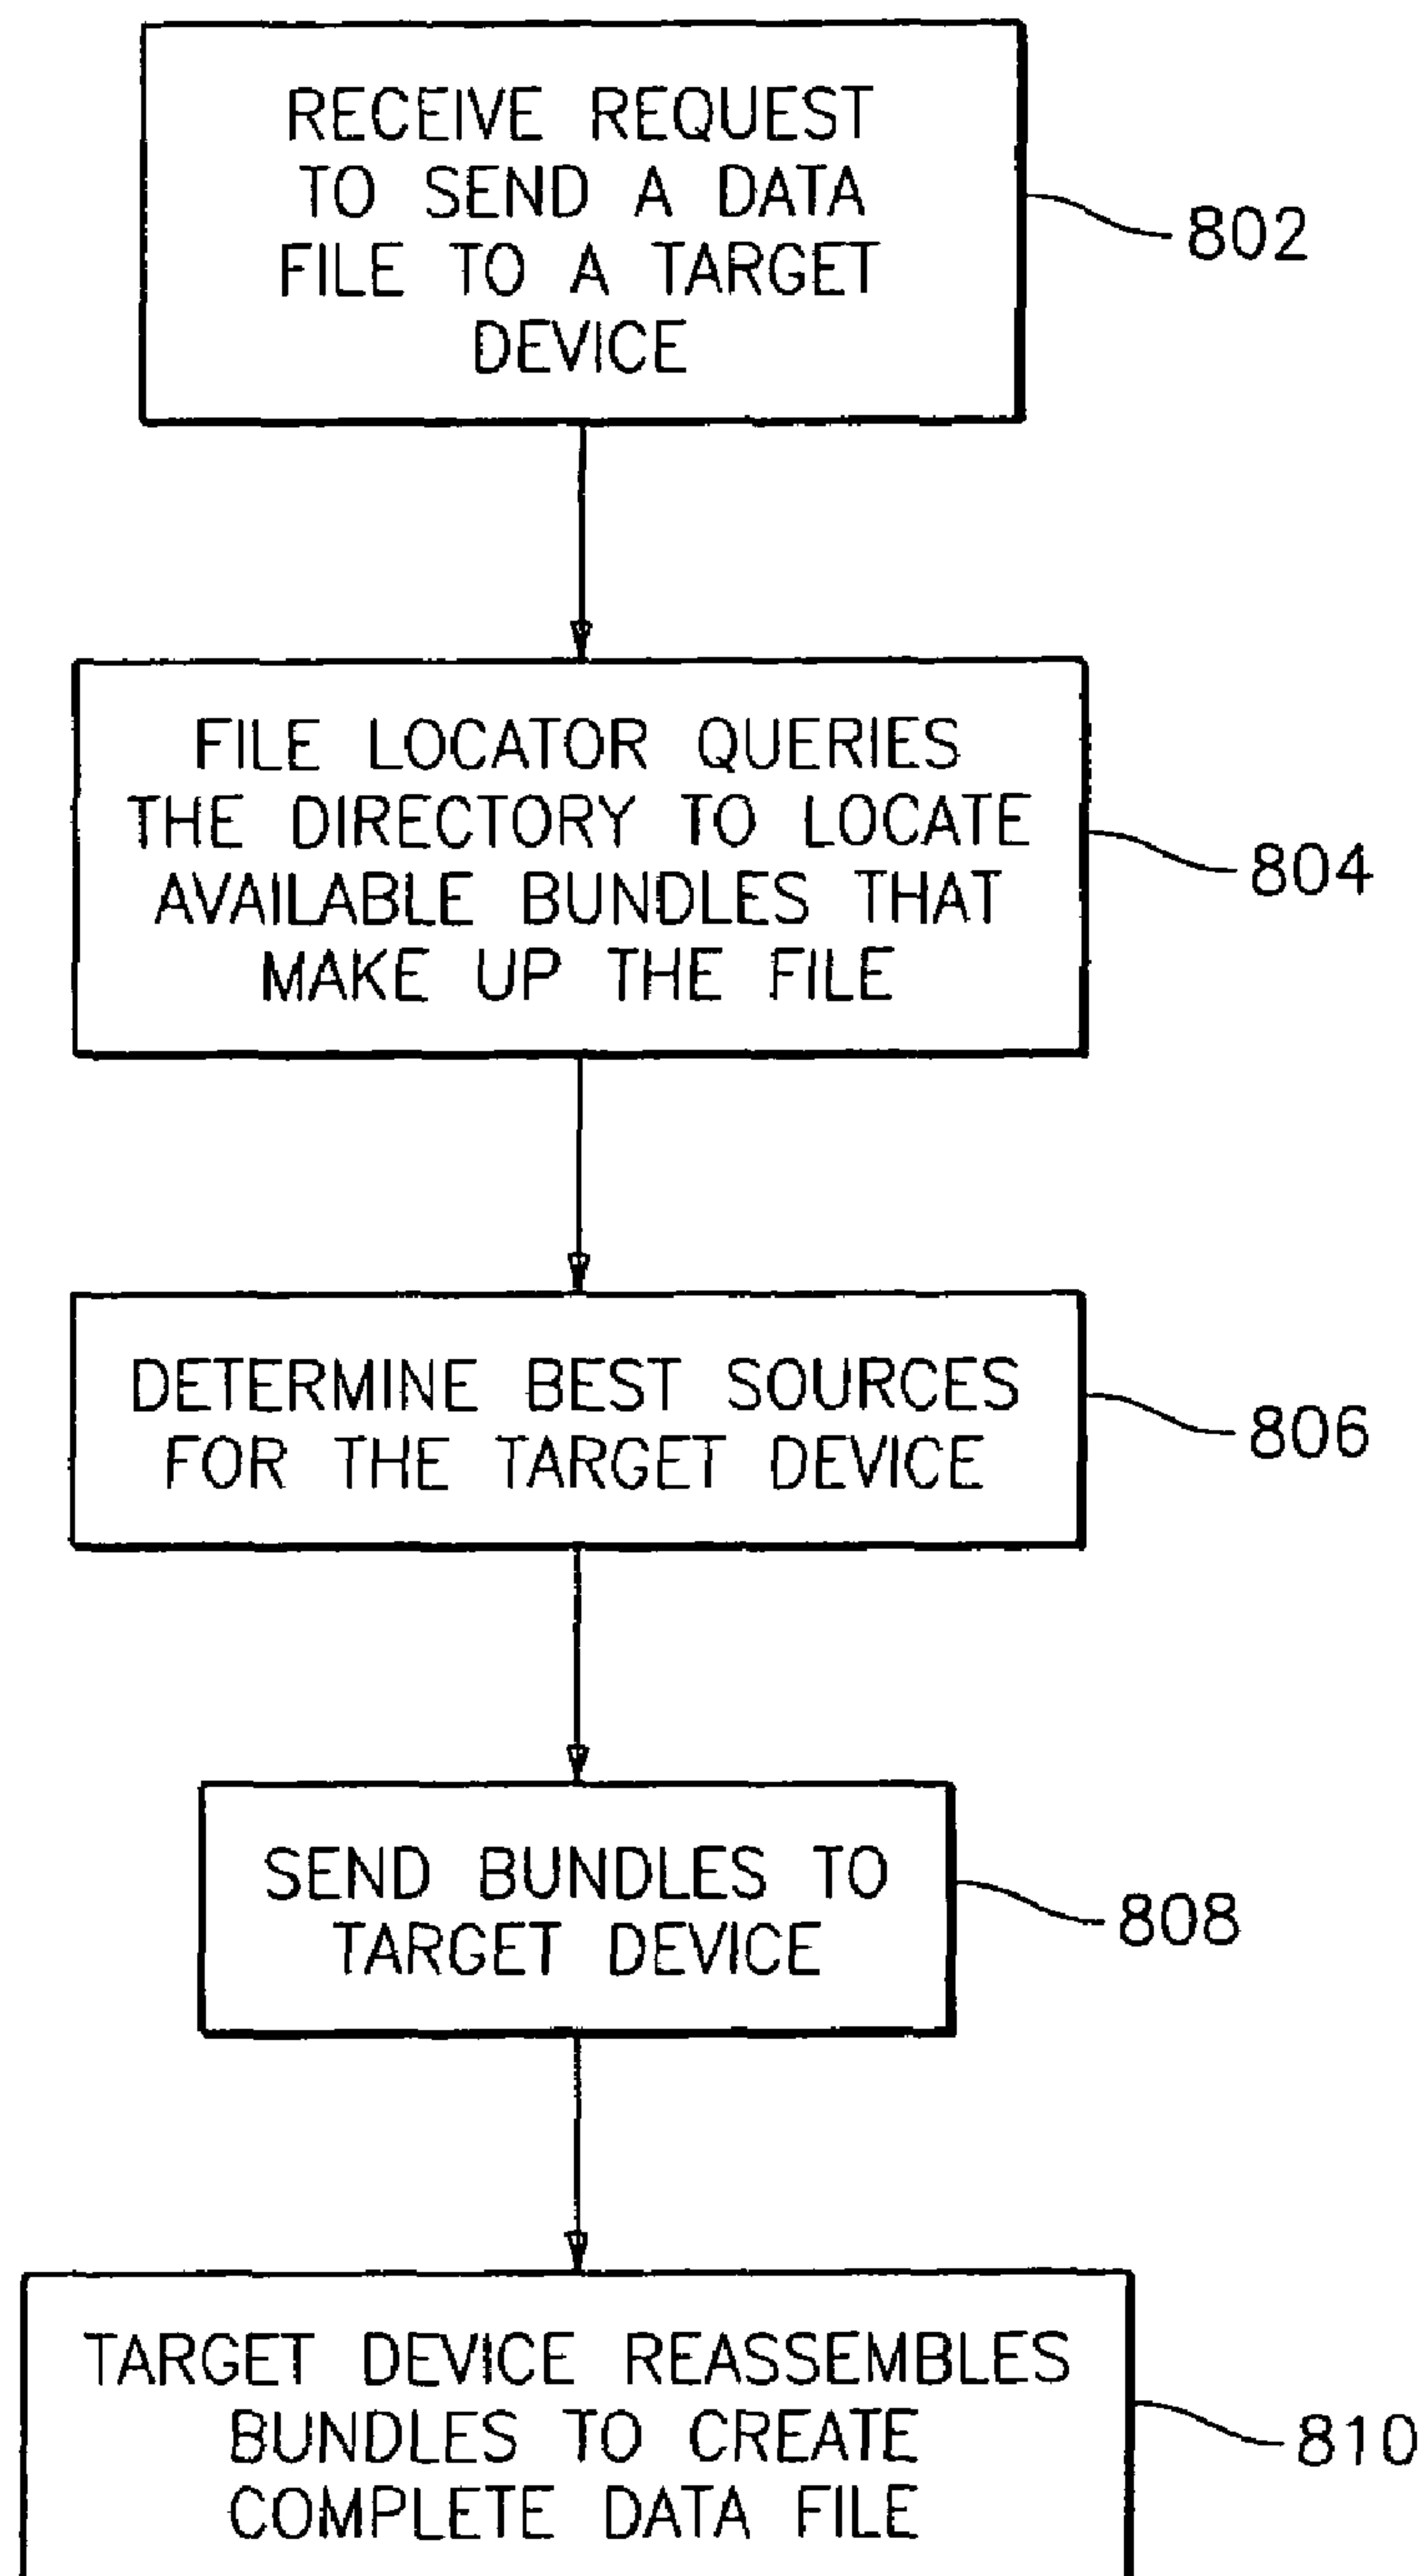 RECEIVE REQUEST
TO SEND A DATA
FILE TO A TARGET
DEVICE
802
FILE LOCATOR QUERIES
THE DIRECTORY TO LOCATE
AVAILABLE BUNDLES THAT
MAKE UP THE FILE
804
DETERMINE BEST SOURCES
FOR THE TARGET DEVICE
806
SEND BUNDLES TO
TARGET DEVICE
808
TARGET DEVICE REASSEMBLES
BUNDLES TO CREATE
COMPLETE DATA FILE
810